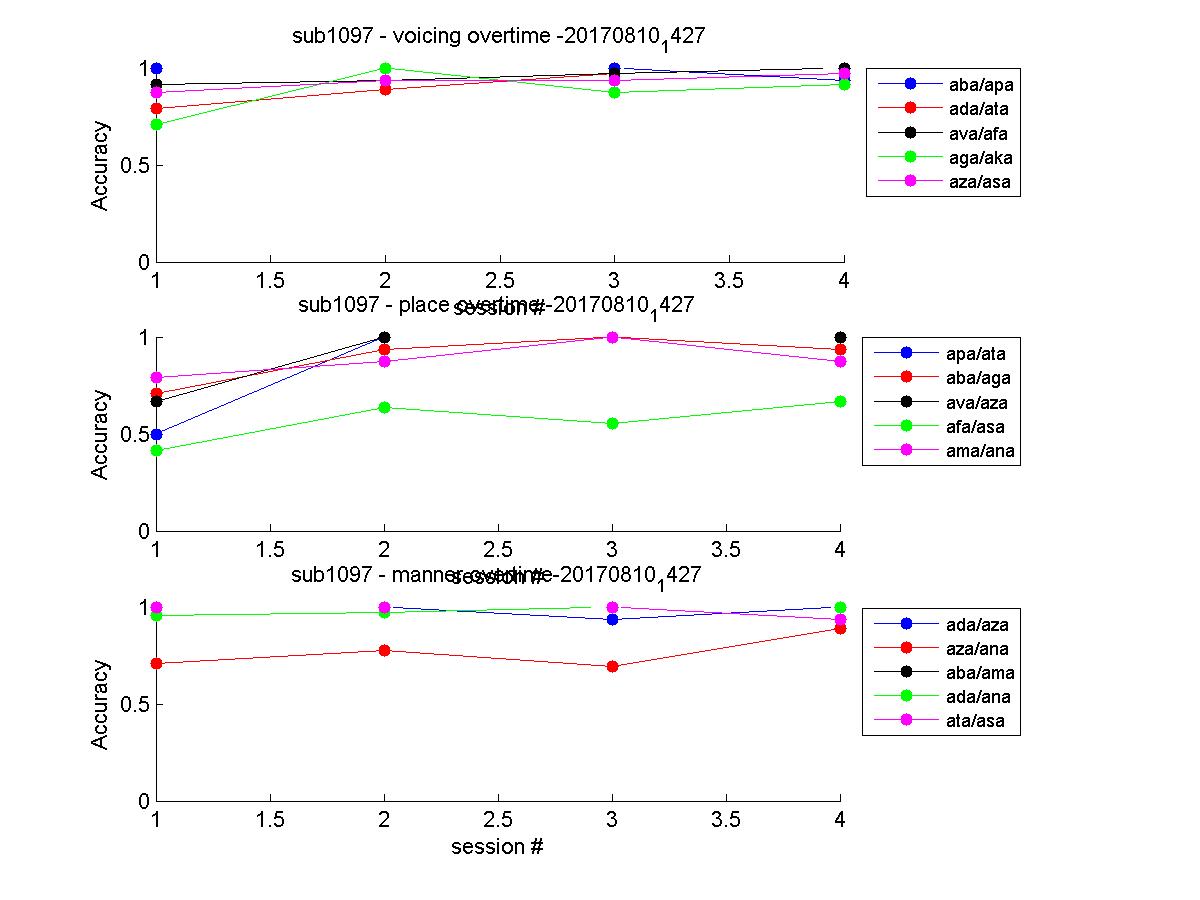 sub1097 - voicing overtime -20170810₁427
1
0.5
0
Accuracy
1 1.5 2 2.5 3 3.5 4
session #
aba/apa
ada/ata
ava/afa
aga/aka
aza/asa
sub1097 - place overtime -20170810₁427
1
0.5
0
Accuracy
1 1.5 2 2.5 3 3.5 4
session #
apa/ata
aba/aga
ava/aza
afa/asa
ama/ana
sub1097 - manner overtime -20170810₁427
1
0.5
0
Accuracy
1 1.5 2 2.5 3 3.5 4
session #
ada/aza
aza/ana
aba/ama
ada/ana
ata/asa